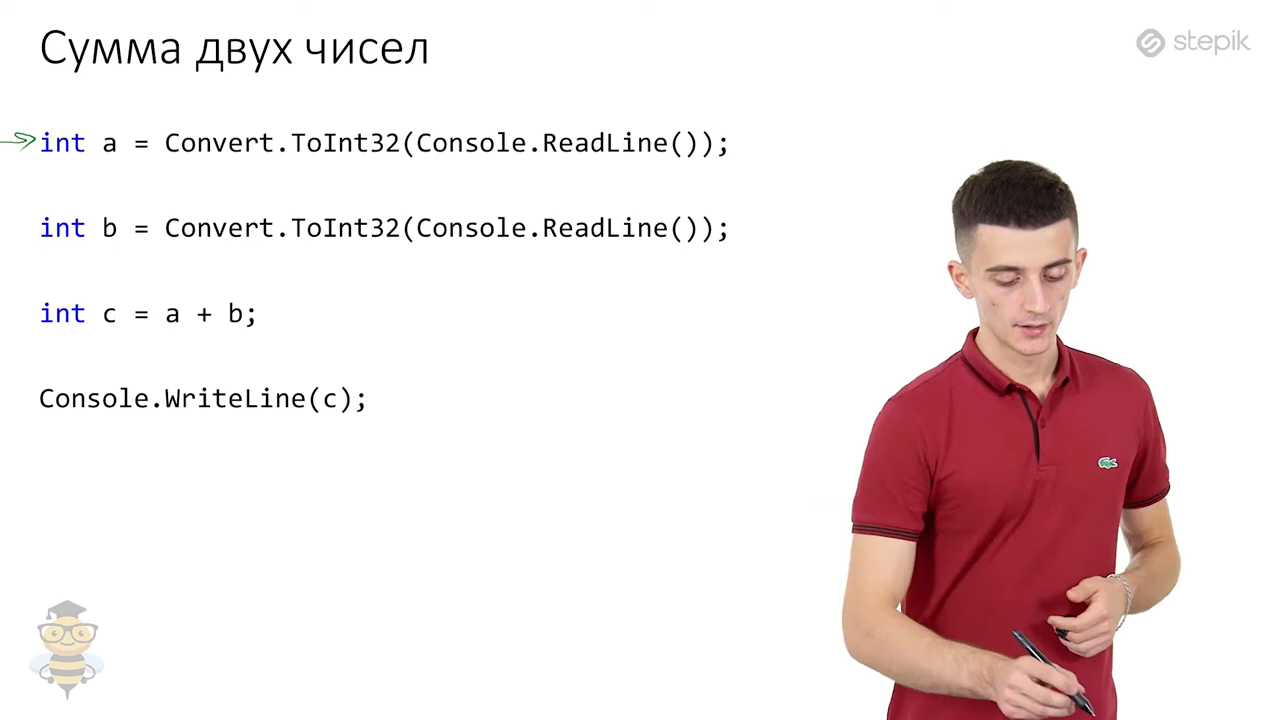 Сумма двух чисел
stepik
int a = Convert.ToInt32(Console.ReadLine());
int b = Convert.ToInt32(Console.ReadLine());
int c = a + b;
Console.WriteLine(c);